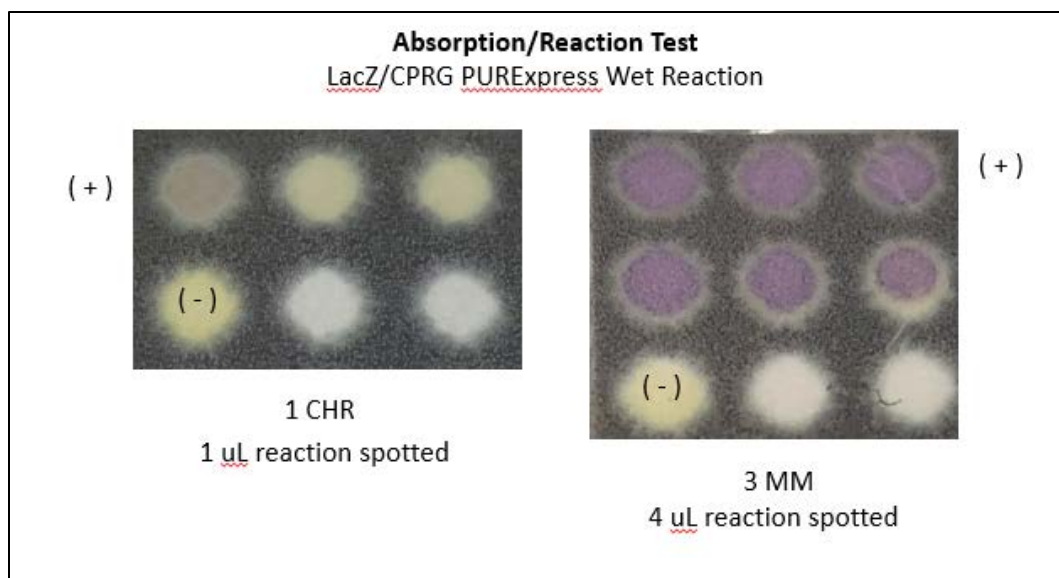 Absorption/Reaction Test
LacZ/CPRG PURExpress Wet Reaction
( + )
( - )
1 CHR
1 uL reaction spotted
( + )
( - )
3 MM
4 uL reaction spotted